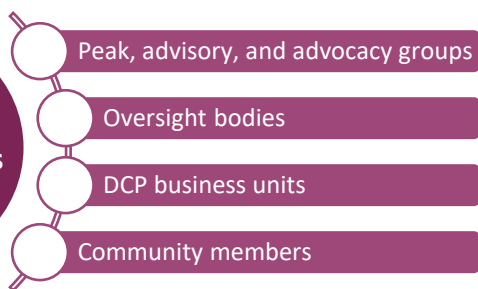 Peak, advisory, and advocacy groups
Oversight bodies
s
DCP business units
Community members